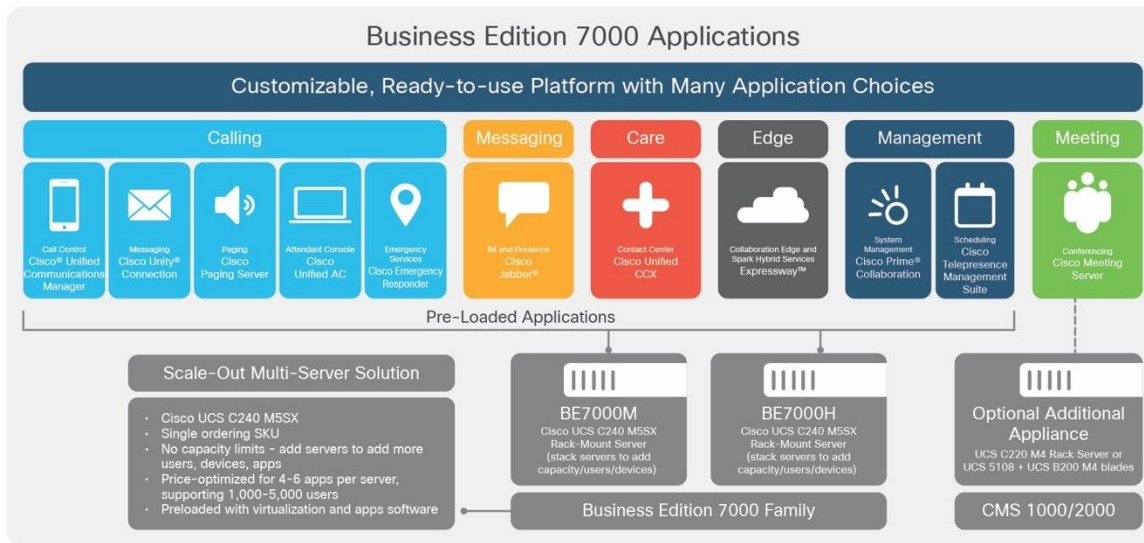 Business Edition 7000 Applications
Customizable, Ready-to-use Platform with Many Application Choices
Calling
Call Control
Cisco® Unified
Communications
Manager
Messaging
Cisco Unity®
Connection
Paging
Cisco
Paging Server
Attendant Console
Cisco
Unified AC
Emergency
Services
Cisco Emergency
Responder
Messaging
IM and Presence
Cisco
Jabber®
Care
Contact Center
Cisco Unified
CCX
Edge
Collaboration Edge and
Spark Hybrid Services
Expressway™
Management
System
Management
Cisco Prime®
Collaboration
Scheduling
Cisco
Telepresence
Management
Suite
Meeting
Conferencing
Cisco Meeting
Server
Pre-Loaded Applications
Scale-Out Multi-Server Solution
· Cisco UCS C240 M5SX
· Single ordering SKU
· No capacity limits – add servers to add more
users, devices, apps
· Price-optimized for 4-6 apps per server,
supporting 1,000-5,000 users
· Preloaded with virtualization and apps software
BE7000M
Cisco UCS C240 M5SX
Rack-Mount Server
(stack servers to add
capacity/users/devices)
BE7000H
Cisco UCS C240 M5SX
Rack-Mount Server
(stack servers to add
capacity/users/devices)
Business Edition 7000 Family
Optional Additional
Appliance
UCS C220 M4 Rack Server or
UCS 5108 + UCS B200 M4 blades
CMS 1000/2000